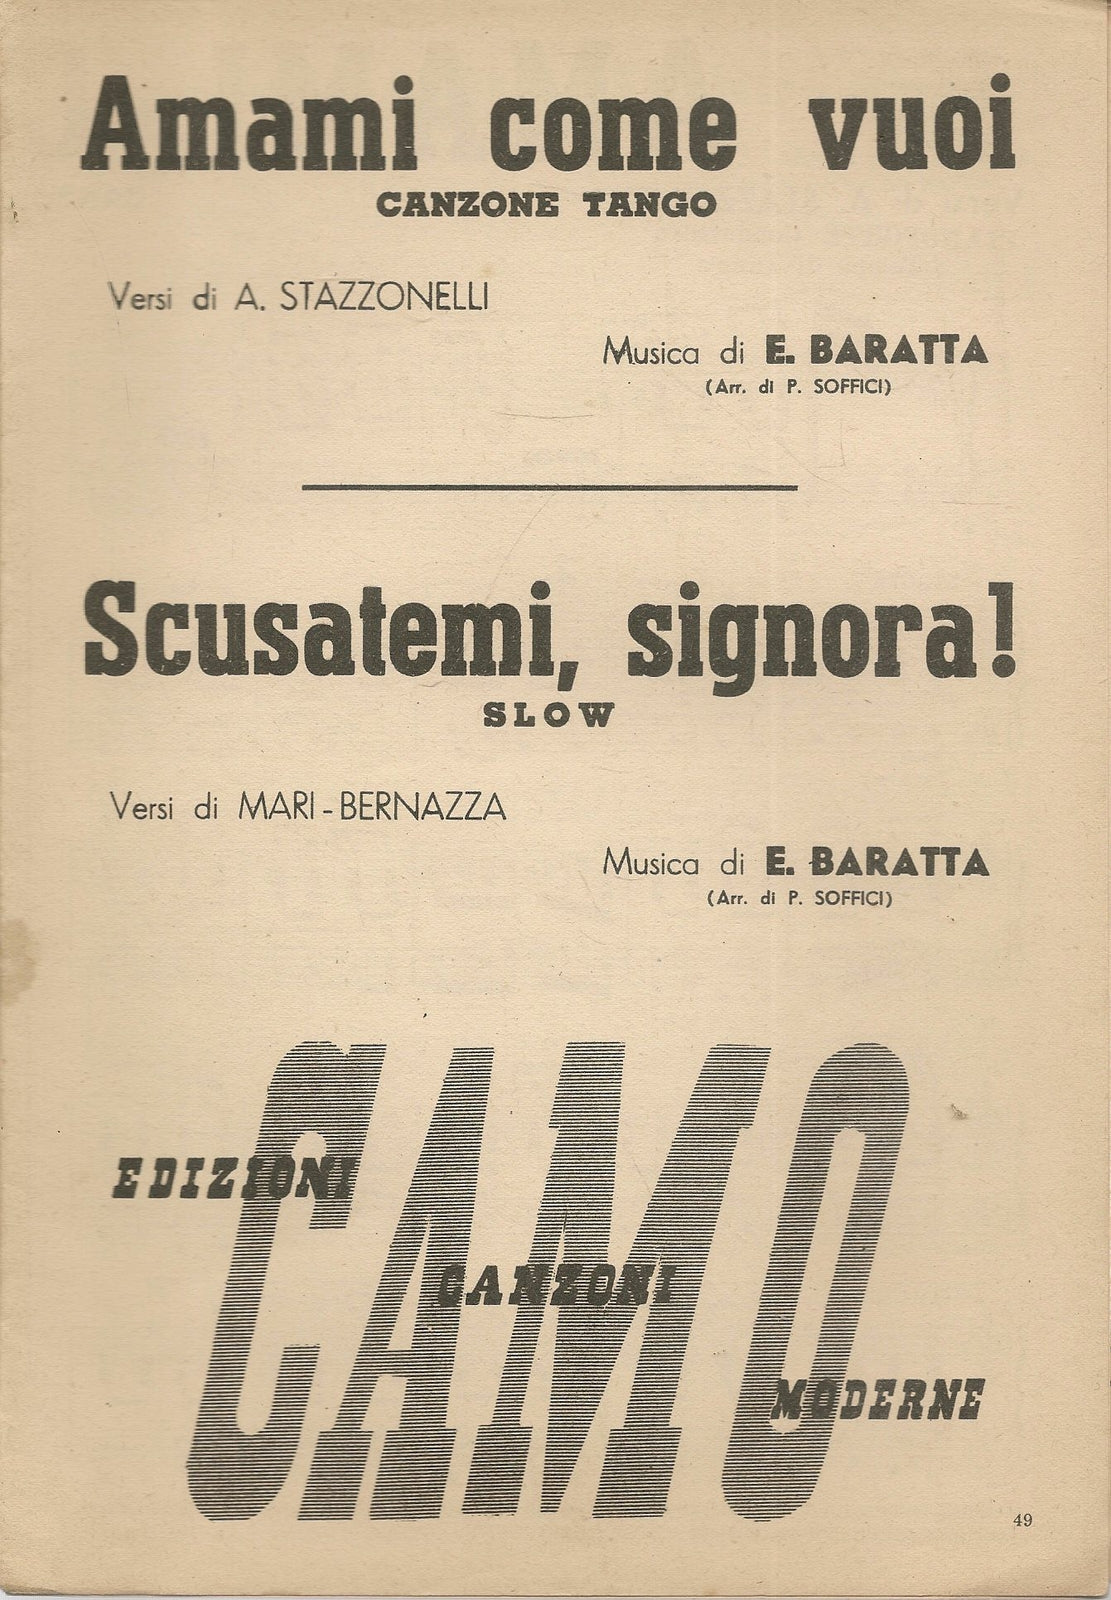 Amami come vuoi
CANZONE TANGO
Versi di A. STAZZONELLI
Musica di E. BARATTA
(Arr. di P. SOFFICI)
Scusatemi, signora!
SLOW
Versi di MARI - BERNAZZA
Musica di E. BARATTA
(Arr. di P. SOFFICI)
CAMO
EDIZIONI
CANZONI
MODERNE
49